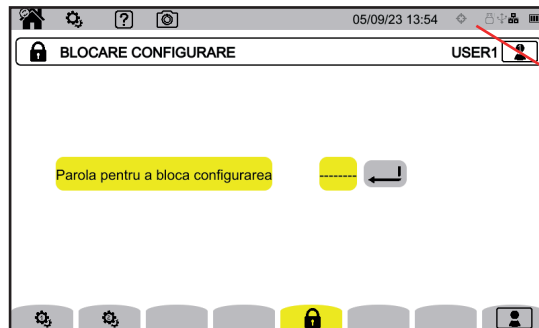 05/09/23 13:54
BLOCARE CONFIGURARE USER1
Parola pentru a bloca configurarea --------